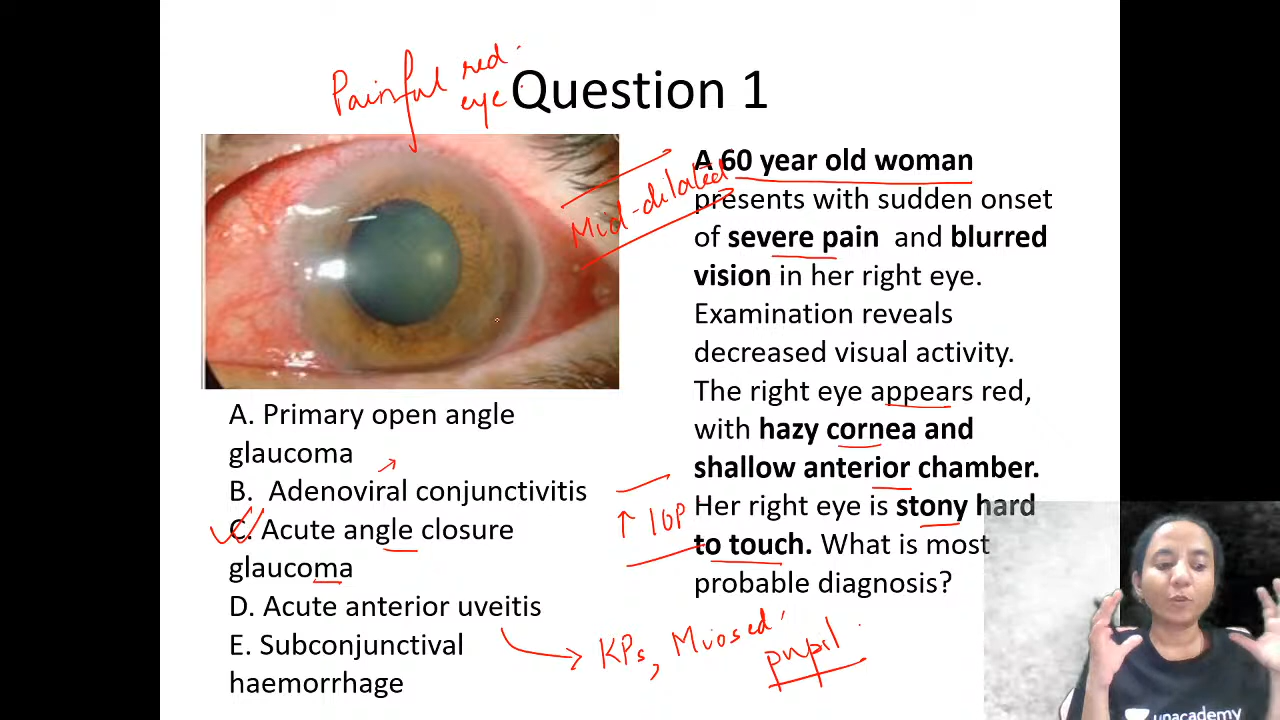 Painful red
eye
Question 1
Mid-dilated
A 60 year old woman
presents with sudden onset
of severe pain and blurred
vision in her right eye.
Examination reveals
decreased visual activity.
The right eye appears red,
with hazy cornea and
shallow anterior chamber.
Her right eye is stony hard
to touch. What is most
probable diagnosis?
A. Primary open angle
glaucoma
B. Adenoviral conjunctivitis
C. Acute angle closure
glaucoma
D. Acute anterior uveitis
E. Subconjunctival
haemorrhage
↑ IOP
KPs, Miosed
pupil
unacademy